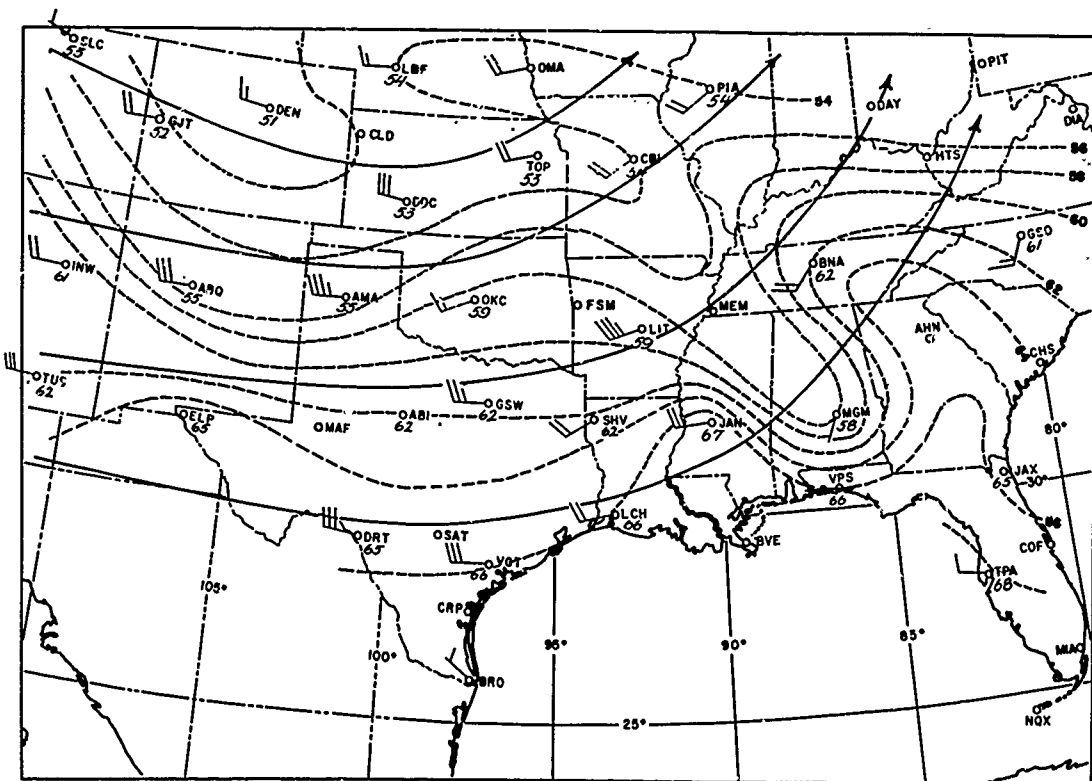 SLC
55
LBF
54
OMA
PIA
54
PIT
54
DEN
51
GJT
52
DAY
DIA
CLD
TOP
53
CBI
HTS
56
58
DDC
53
60
GSO
61
INW
61
ABQ
55
AMA
55
OKC
59
FSM
LIT
59
MEM
BNA
62
62
AHN
CHS
TUS
62
ELP
65
MAF
ABI
62
GSW
62
SHV
62
JAN
67
MGM
58
80°
VPS
66
JAX
65
30°
DRT
65
SAT
VCT
66
LCH
66
BVE
COF
TPA
68
105°
CRP
100°
95°
90°
85°
MIA
BRO
25°
NQX